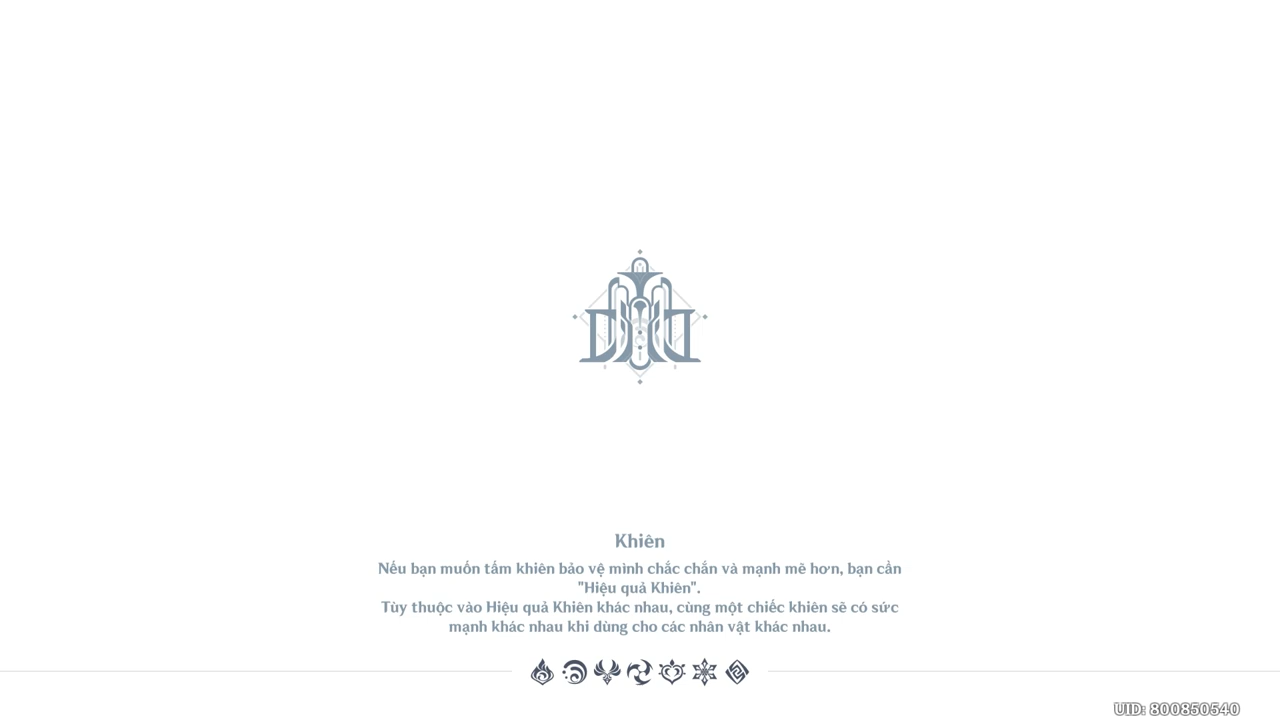 Khiên
Nếu bạn muốn tấm khiên bảo vệ mình chắc chắn và mạnh mẽ hơn, bạn cần
"Hiệu quả Khiên".
Tùy thuộc vào Hiệu quả Khiên khác nhau, cùng một chiếc khiên sẽ có sức
mạnh khác nhau khi dùng cho các nhân vật khác nhau.
UID: 800850540